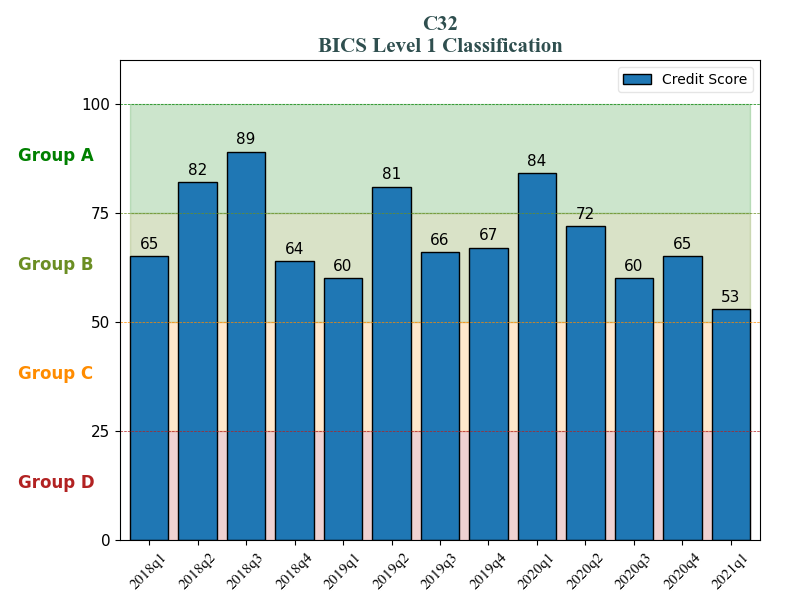 C32
BICS Level 1 Classification
Credit Score
100
75
50
25
0
Group A
Group B
Group C
Group D
65
82
89
64
60
81
66
67
84
72
60
65
53
2018q1
2018q2
2018q3
2018q4
2019q1
2019q2
2019q3
2019q4
2020q1
2020q2
2020q3
2020q4
2021q1